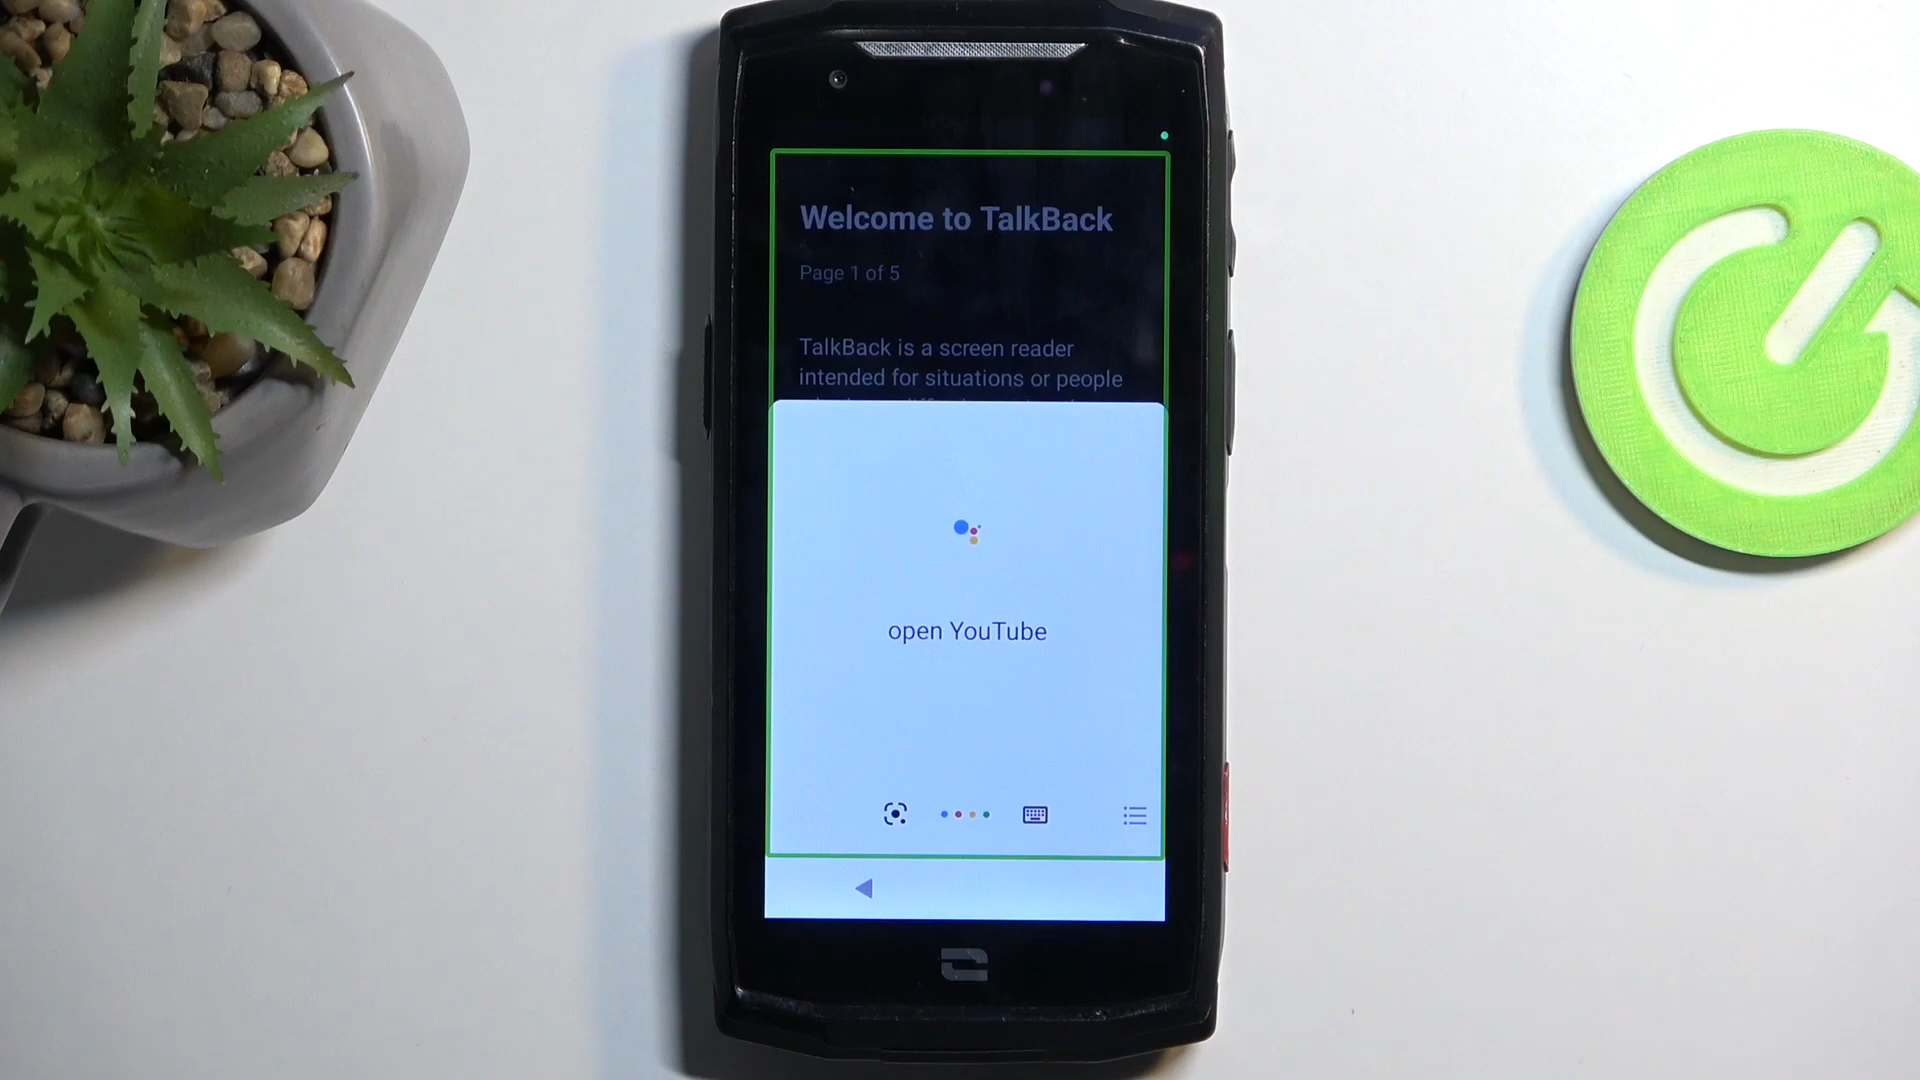 Welcome to TalkBack
Page 1 of 5
TalkBack is a screen reader
intended for situations or people
open YouTube